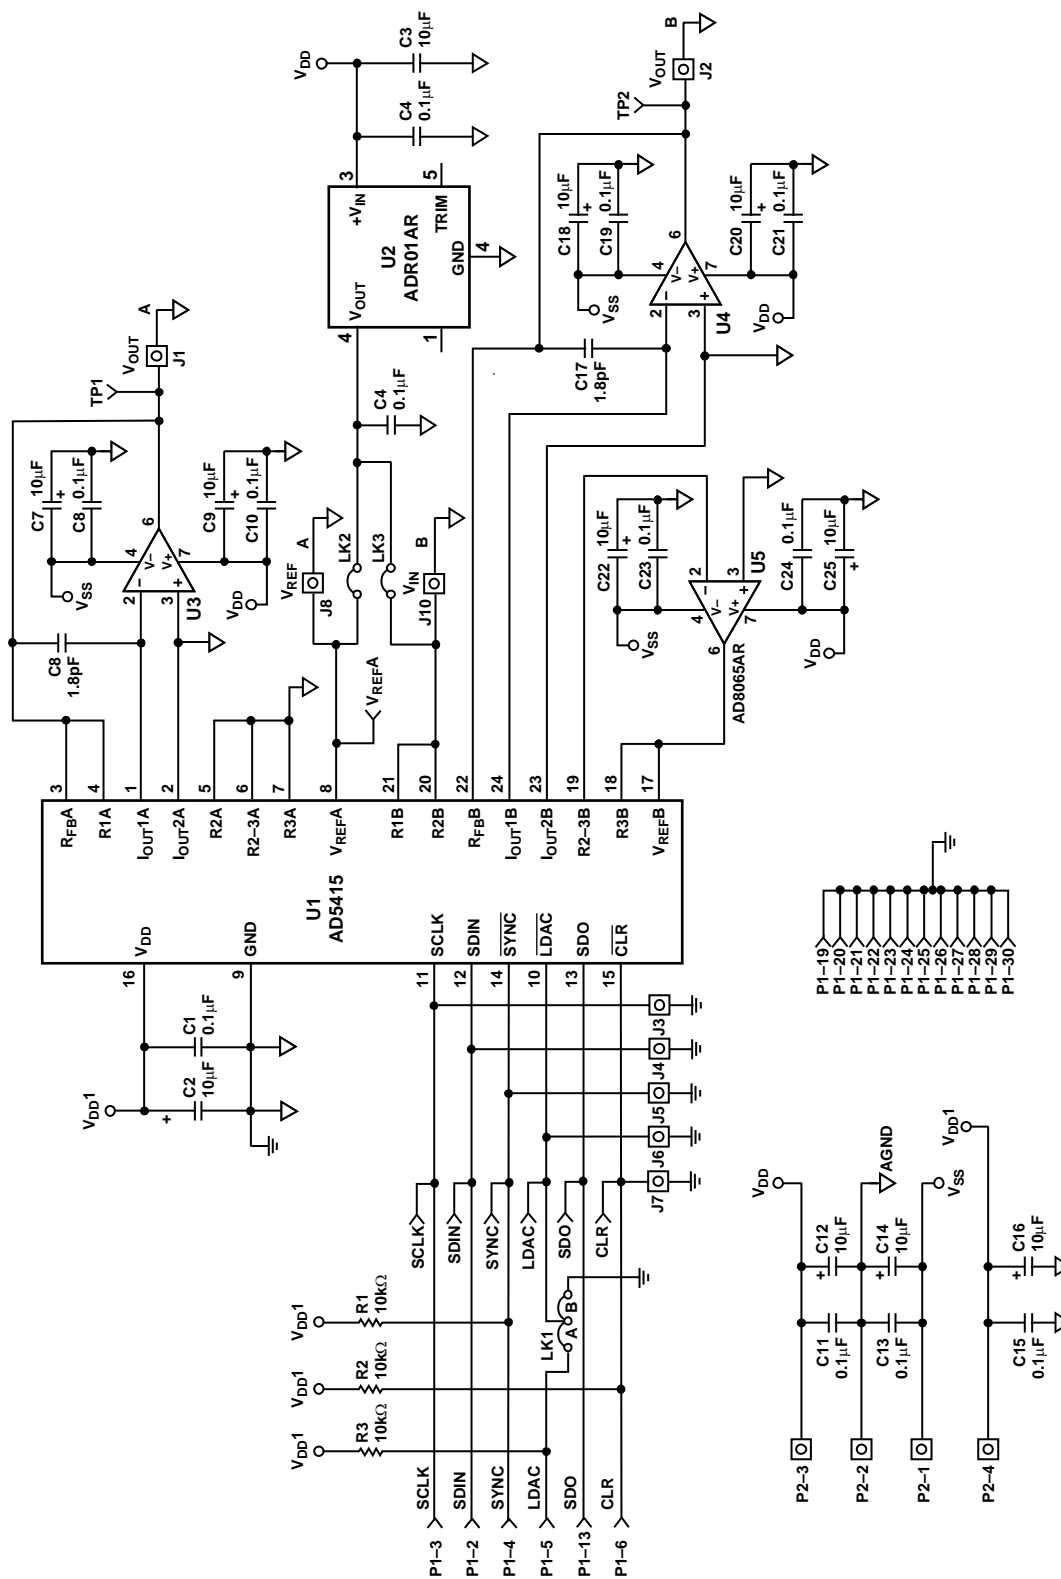 VDD
C3
10µF
C4
0.1µF
3
5
+VIN
TRIM
U2
ADR01AR
GND
4
VOUT
4
1
C4
0.1µF
B
VOUT
J2
TP2
C18
10µF
+
C19
0.1µF
VSS
6
4
V–
V+
7
–
+
2
3
U4
C20
10µF
+
C21
0.1µF
VDD
C17
1.8pF
A
VOUT
J1
TP1
C7
10µF
+
C8
0.1µF
VSS
6
4
V–
V+
7
–
+
2
3
U3
C9
10µF
+
C10
0.1µF
VDD
C8
1.8pF
VREF
A
J8
LK2
LK3
VIN
B
J10
VREFA
C22
10µF
+
C23
0.1µF
VSS
2
3
–
+
4
V–
V+
7
6
U5
AD8065AR
C24
0.1µF
C25
10µF
+
VDD
3
4
1
2
5
6
7
8
21
20
22
24
23
19
18
17
RFBA
R1A
IOUT1A
IOUT2A
R2A
R2–3A
R3A
VREFA
R1B
R2B
RFBB
IOUT1B
IOUT2B
R2–3B
R3B
VREFB
U1
AD5415
VDD
GND
SCLK
SDIN
SYNC
LDAC
SDO
CLR
16
9
11
12
14
10
13
15
C1
0.1µF
C2
10µF
+
VDD1
J3
J4
J5
J6
J7
SCLK
SDIN
SYNC
LDAC
SDO
CLR
LK1
A
B
VDD1
R1
10kΩ
VDD1
R2
10kΩ
VDD1
R3
10kΩ
SCLK
SDIN
SYNC
LDAC
SDO
CLR
P1–3
P1–2
P1–4
P1–5
P1–13
P1–6
P1–19
P1–20
P1–21
P1–22
P1–23
P1–24
P1–25
P1–26
P1–27
P1–28
P1–29
P1–30
VDD
AGND
VSS
VDD1
C12
10µF
+
C14
10µF
+
C16
10µF
+
C11
0.1µF
C13
0.1µF
C15
0.1µF
P2–3
P2–2
P2–1
P2–4